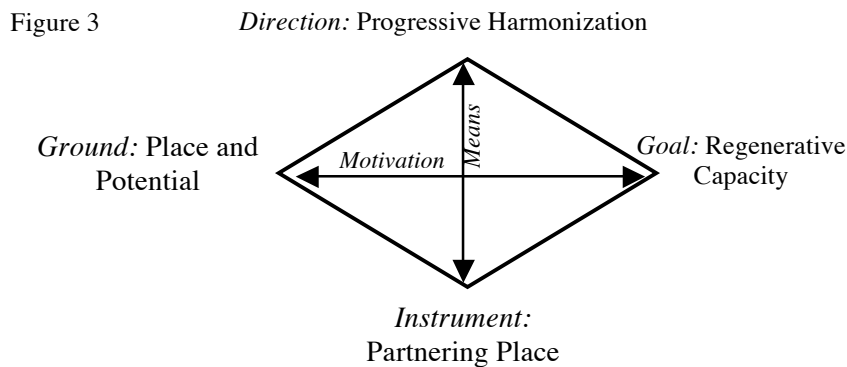 Figure 3
Direction: Progressive Harmonization
Means
Ground: Place and
Potential
Motivation
Goal: Regenerative
Capacity
Instrument:
Partnering Place